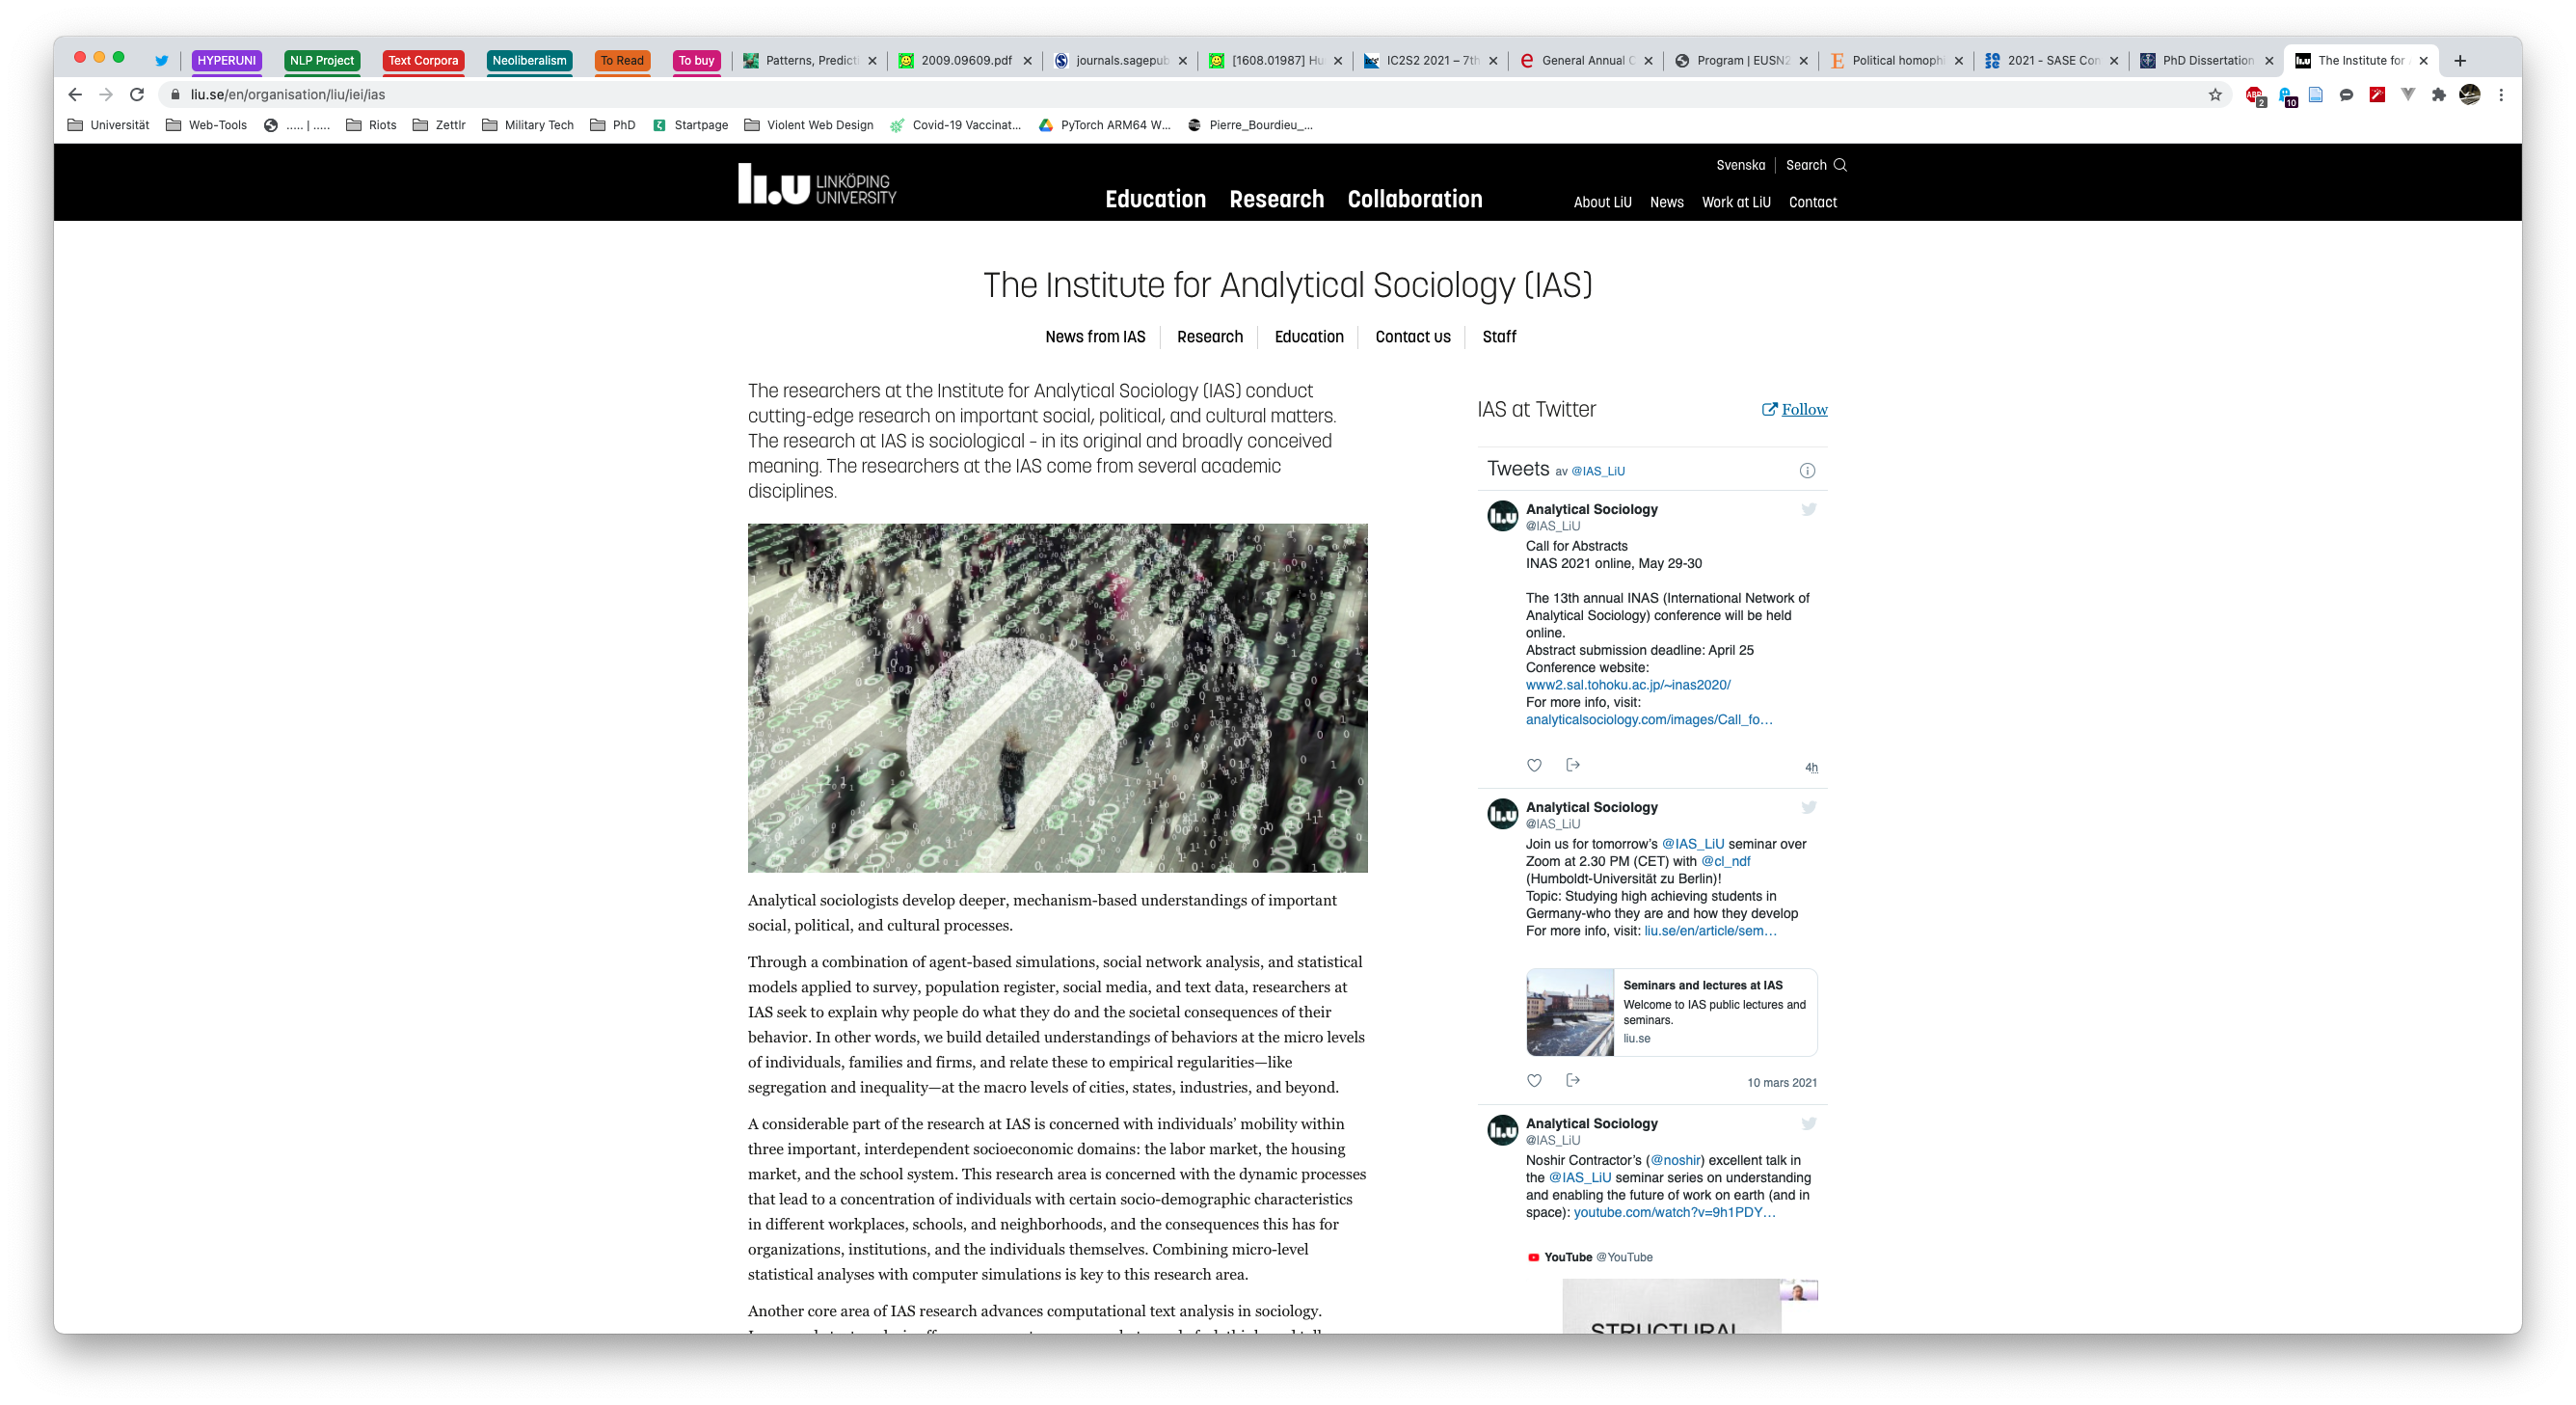 HYPERUNI
NLP Project
Text Corpora
Neoliberalism
To Read
To buy
Patterns, Predicti
2009.09609.pdf
journals.sagepub
[1608.01987] Hu
IC2S2 2021 – 7th
General Annual C
Program | EUSN2
Political homophi
2021 - SASE Con
PhD Dissertation
The Institute for
liu.se/en/organisation/liu/iei/ias
ABP
2
10
Universität
Web-Tools
..... | .....
Riots
Zettlr
Military Tech
PhD
Startpage
Violent Web Design
Covid-19 Vaccinat...
PyTorch ARM64 W...
Pierre_Bourdieu_...
Svenska
Search
li.u LINKÖPING
UNIVERSITY
Education
Research
Collaboration
About LiU
News
Work at LiU
Contact
The Institute for Analytical Sociology (IAS)
News from IAS
Research
Education
Contact us
Staff
The researchers at the Institute for Analytical Sociology (IAS) conduct
cutting-edge research on important social, political, and cultural matters.
The research at IAS is sociological – in its original and broadly conceived
meaning. The researchers at the IAS come from several academic
disciplines.
Analytical sociologists develop deeper, mechanism-based understandings of important
social, political, and cultural processes.
Through a combination of agent-based simulations, social network analysis, and statistical
models applied to survey, population register, social media, and text data, researchers at
IAS seek to explain why people do what they do and the societal consequences of their
behavior. In other words, we build detailed understandings of behaviors at the micro levels
of individuals, families and firms, and relate these to empirical regularities—like
segregation and inequality—at the macro levels of cities, states, industries, and beyond.
A considerable part of the research at IAS is concerned with individuals’ mobility within
three important, interdependent socioeconomic domains: the labor market, the housing
market, and the school system. This research area is concerned with the dynamic processes
that lead to a concentration of individuals with certain socio-demographic characteristics
in different workplaces, schools, and neighborhoods, and the consequences this has for
organizations, institutions, and the individuals themselves. Combining micro-level
statistical analyses with computer simulations is key to this research area.
Another core area of IAS research advances computational text analysis in sociology.
IAS at Twitter
Follow
Tweets av @IAS_LiU
Analytical Sociology
@IAS_LiU
Call for Abstracts
INAS 2021 online, May 29-30
The 13th annual INAS (International Network of
Analytical Sociology) conference will be held
online.
Abstract submission deadline: April 25
Conference website:
www2.sal.tohoku.ac.jp/~inas2020/
For more info, visit:
analyticalsociology.com/images/Call_fo…
4h
Analytical Sociology
@IAS_LiU
Join us for tomorrow’s @IAS_LiU seminar over
Zoom at 2.30 PM (CET) with @cl_ndf
(Humboldt-Universität zu Berlin)!
Topic: Studying high achieving students in
Germany-who they are and how they develop
For more info, visit: liu.se/en/article/sem…
Seminars and lectures at IAS
Welcome to IAS public lectures and
seminars.
liu.se
10 mars 2021
Analytical Sociology
@IAS_LiU
Noshir Contractor’s (@noshir) excellent talk in
the @IAS_LiU seminar series on understanding
and enabling the future of work on earth (and in
space): youtube.com/watch?v=9h1PDY…
YouTube @YouTube
STRUCTURAL